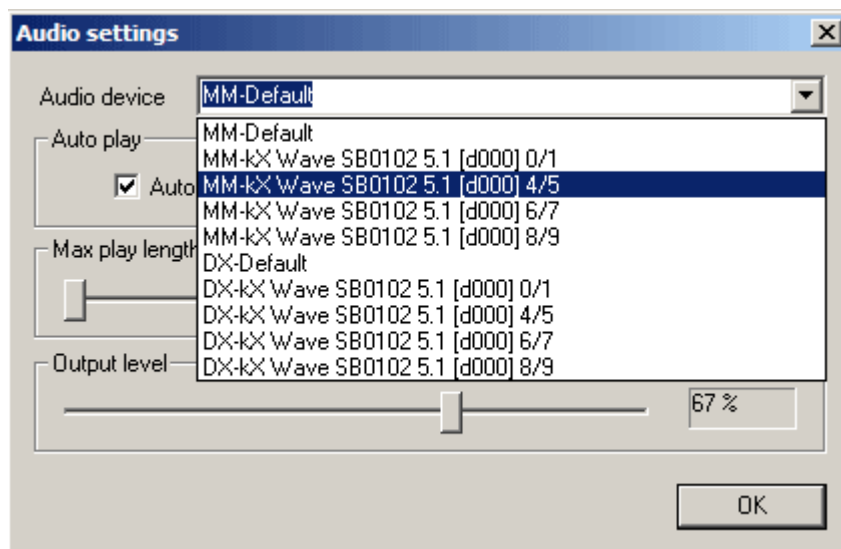 Audio settings
Audio device MM-Default
MM-Default
MM-kX Wave SB0102 5.1 [d000] 0/1
MM-kX Wave SB0102 5.1 [d000] 4/5
MM-kX Wave SB0102 5.1 [d000] 6/7
MM-kX Wave SB0102 5.1 [d000] 8/9
DX-Default
DX-kX Wave SB0102 5.1 [d000] 0/1
DX-kX Wave SB0102 5.1 [d000] 4/5
DX-kX Wave SB0102 5.1 [d000] 6/7
DX-kX Wave SB0102 5.1 [d000] 8/9
Auto play
Auto
Max play length
Output level
67 %
OK